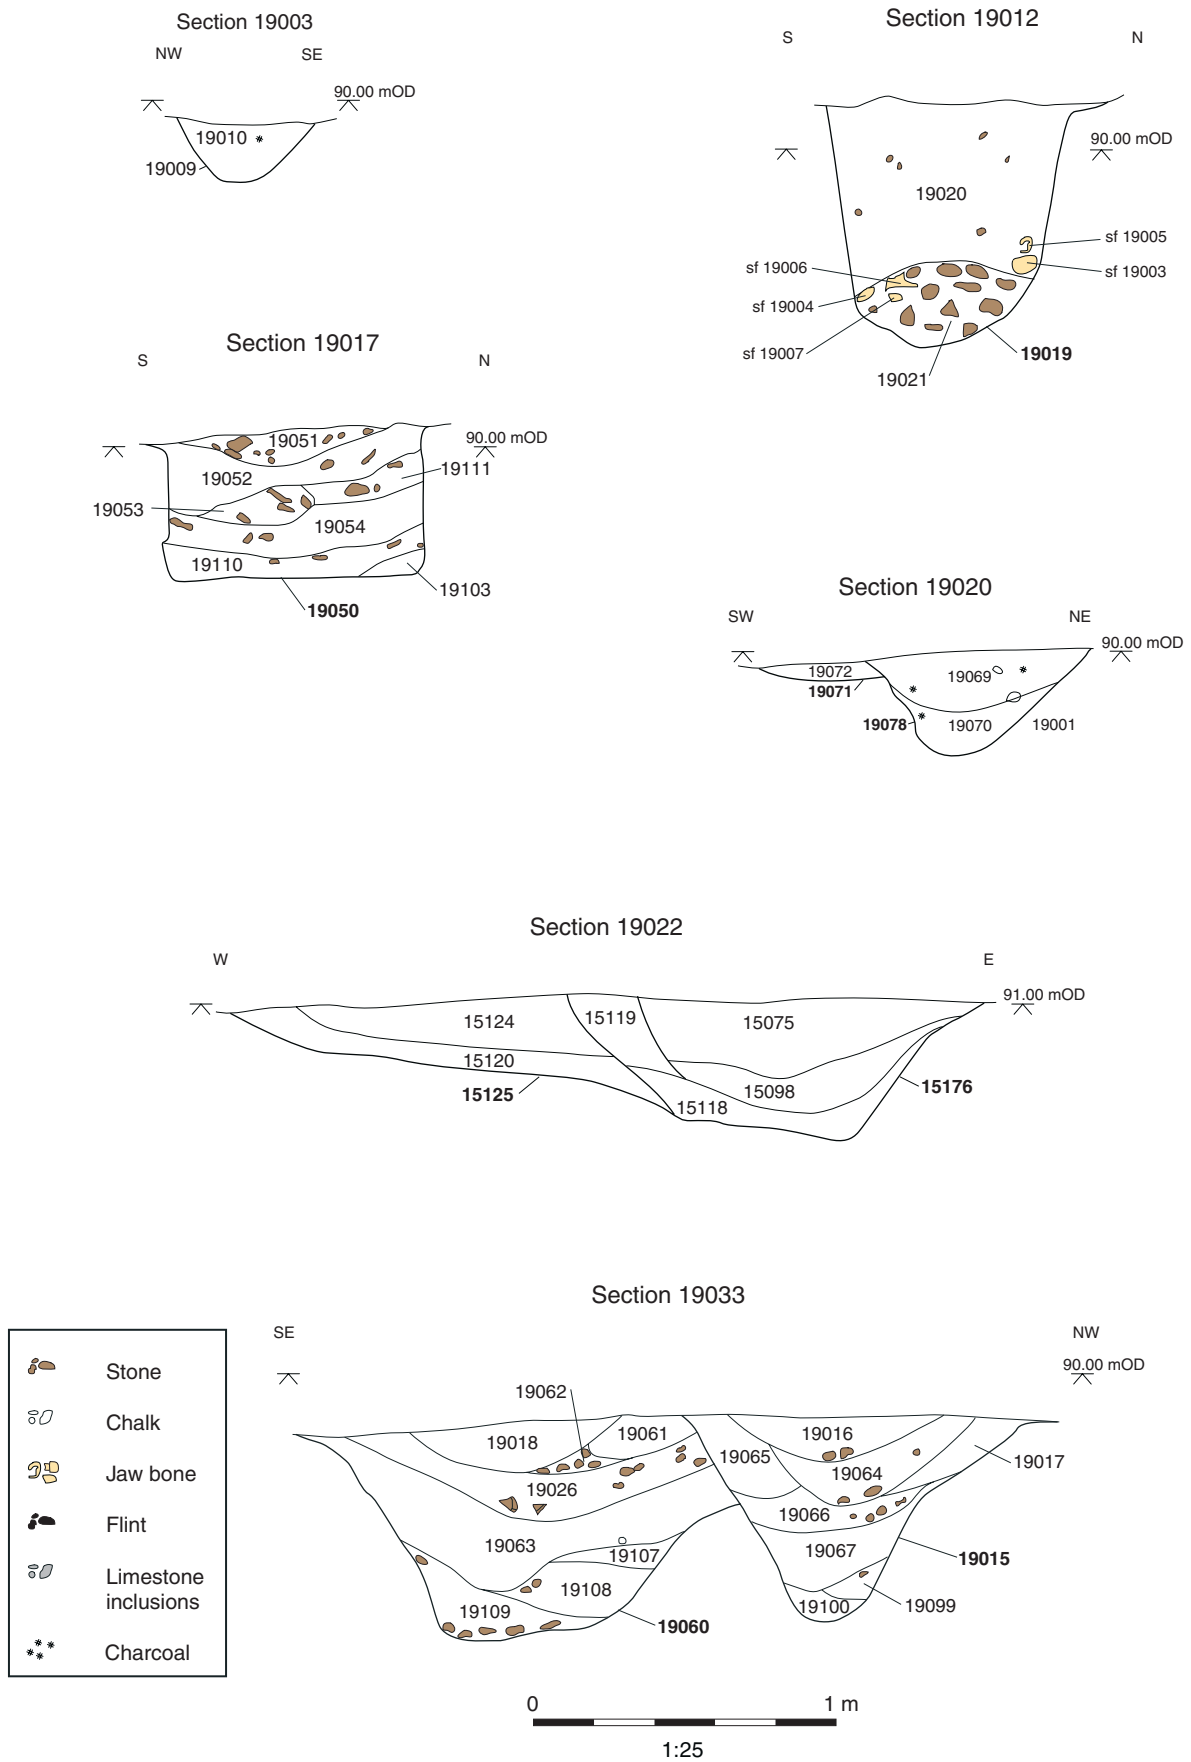 Section 19003
NW SE
90.00 mOD
19010
19009
Section 19012
S N
90.00 mOD
19020
sf 19005
sf 19006
sf 19003
sf 19004
sf 19007
19019
19021
Section 19017
S N
90.00 mOD
19051
19052
19111
19053
19054
19110
19103
19050
Section 19020
SW NE
90.00 mOD
19072
19069
19071
19078
19070
19001
Section 19022
W E
91.00 mOD
15124
15119
15075
15120
15125
15098
15176
15118
Section 19033
SE NW
90.00 mOD
19062
19018
19061
19016
19065
19017
19064
19026
19066
19063
19107
19067
19015
19108
19109
19100
19099
19060
Stone
Chalk
Jaw bone
Flint
Limestone
inclusions
Charcoal
0 1 m
1:25